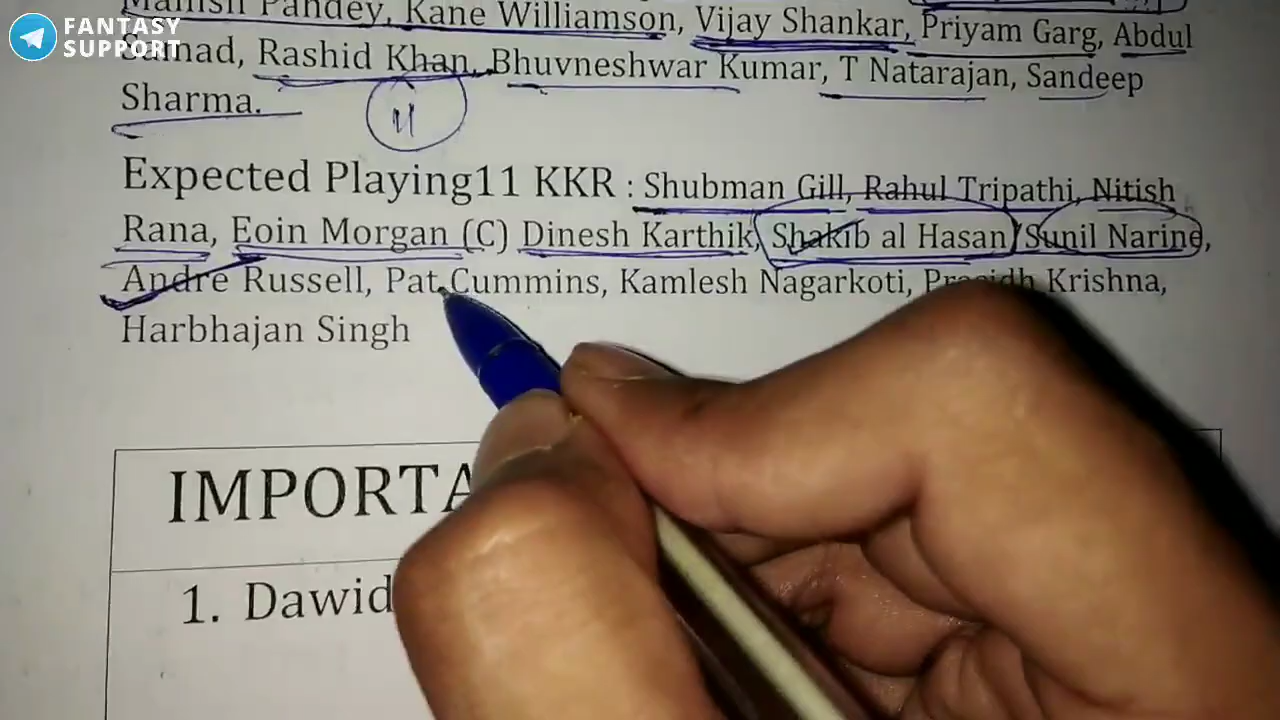 FANTASY
SUPPORT
Manish Pandey, Kane Williamson, Vijay Shankar, Priyam Garg, Abdul
Samad, Rashid Khan, Bhuvneshwar Kumar, T Natarajan, Sandeep
Sharma.
11
Expected Playing11 KKR : Shubman Gill, Rahul Tripathi, Nitish
Rana, Eoin Morgan (C) Dinesh Karthik, Shakib al Hasan/Sunil Narine,
Andre Russell, Pat Cummins, Kamlesh Nagarkoti, Prasidh Krishna,
Harbhajan Singh
IMPORTA
1. Dawid